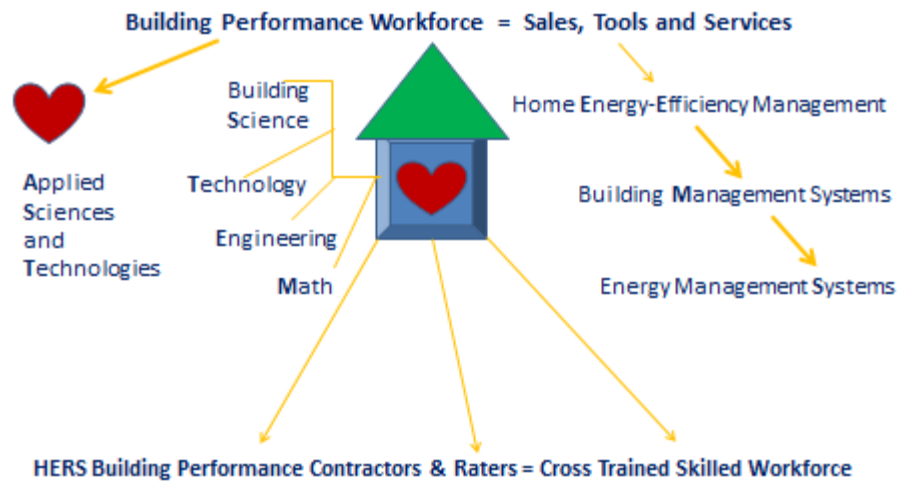 Building Performance Workforce = Sales, Tools and Services
Building
Science
Technology
Engineering
Math
Applied
Sciences
and
Technologies
Home Energy-Efficiency Management
Building Management Systems
Energy Management Systems
HERS Building Performance Contractors & Raters = Cross Trained Skilled Workforce